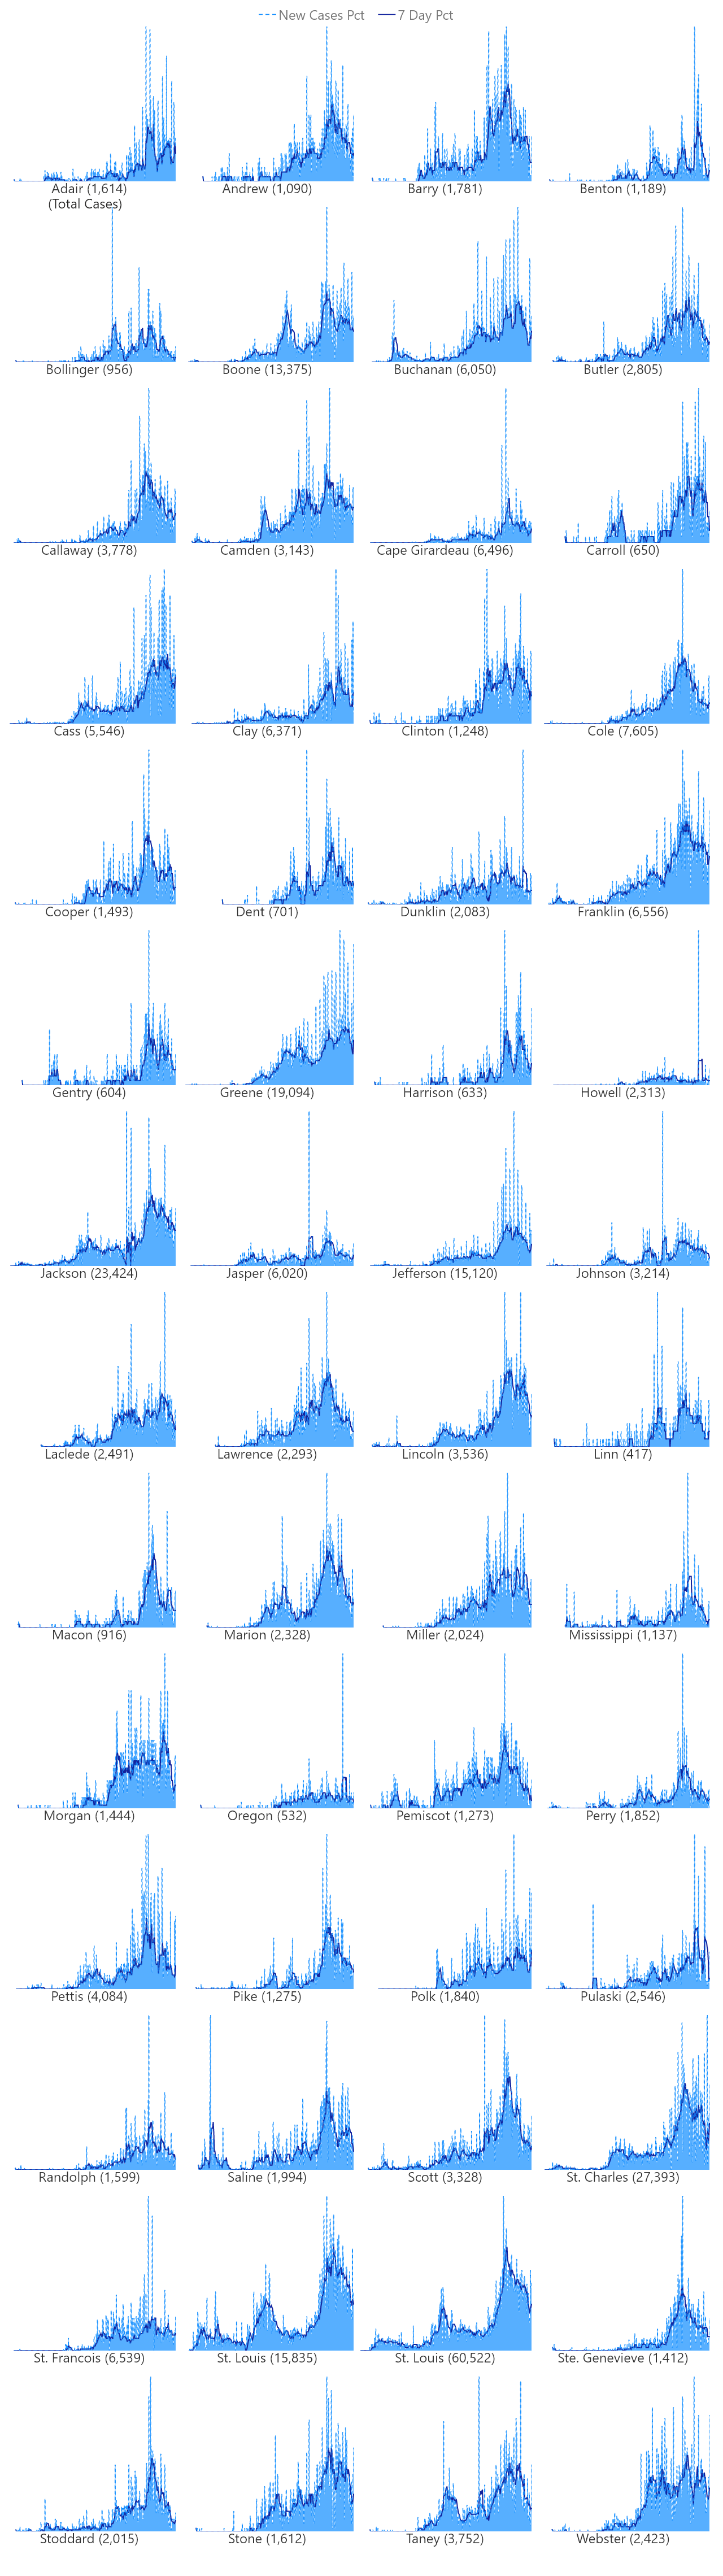 New Cases Pct 7 Day Pct
Adair (1,614) Andrew (1,090) Barry (1,781) Benton (1,189)
(Total Cases)
Bollinger (956) Boone (13,375) Buchanan (6,050) Butler (2,805)
Callaway (3,778) Camden (3,143) Cape Girardeau (6,496) Carroll (650)
Cass (5,546) Clay (6,371) Clinton (1,248) Cole (7,605)
Cooper (1,493) Dent (701) Dunklin (2,083) Franklin (6,556)
Gentry (604) Greene (19,094) Harrison (633) Howell (2,313)
Jackson (23,424) Jasper (6,020) Jefferson (15,120) Johnson (3,214)
Laclede (2,491) Lawrence (2,293) Lincoln (3,536) Linn (417)
Macon (916) Marion (2,328) Miller (2,024) Mississippi (1,137)
Morgan (1,444) Oregon (532) Pemiscot (1,273) Perry (1,852)
Pettis (4,084) Pike (1,275) Polk (1,840) Pulaski (2,546)
Randolph (1,599) Saline (1,994) Scott (3,328) St. Charles (27,393)
St. Francois (6,539) St. Louis (15,835) St. Louis (60,522) Ste. Genevieve (1,412)
Stoddard (2,015) Stone (1,612) Taney (3,752) Webster (2,423)